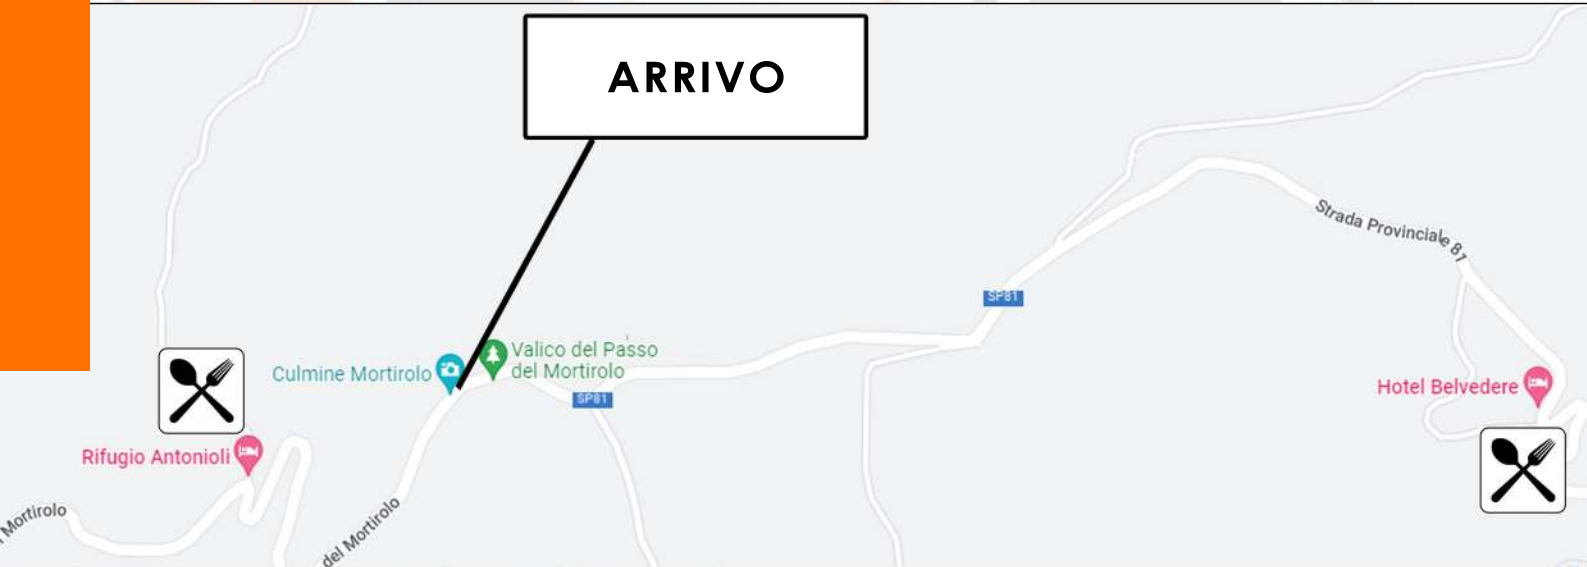 ARRIVO
Strada Provinciale 81
SP81
Valico del Passo
del Mortirolo
Culmine Mortirolo
SP81
Hotel Belvedere
Rifugio Antonioli
Mortirolo
del Mortirolo